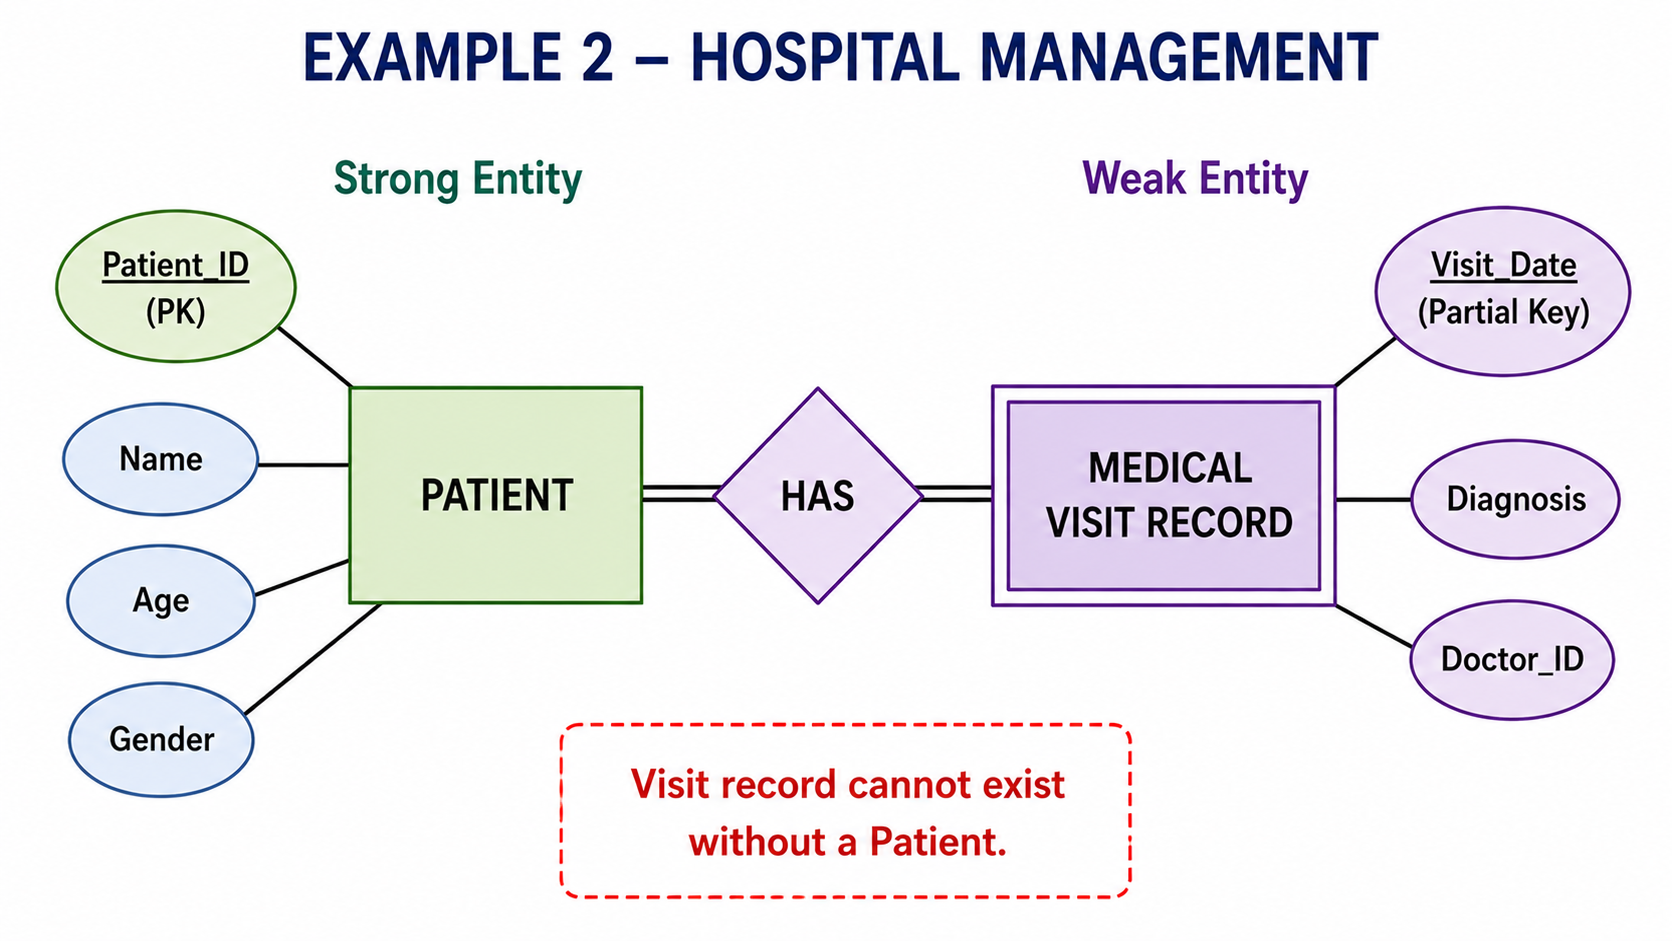 EXAMPLE 2 – HOSPITAL MANAGEMENT
Strong Entity
Weak Entity
Patient_ID
(PK)
Name
Age
Gender
PATIENT
HAS
MEDICAL
VISIT RECORD
Visit_Date
(Partial Key)
Diagnosis
Doctor_ID
Visit record cannot exist
without a Patient.